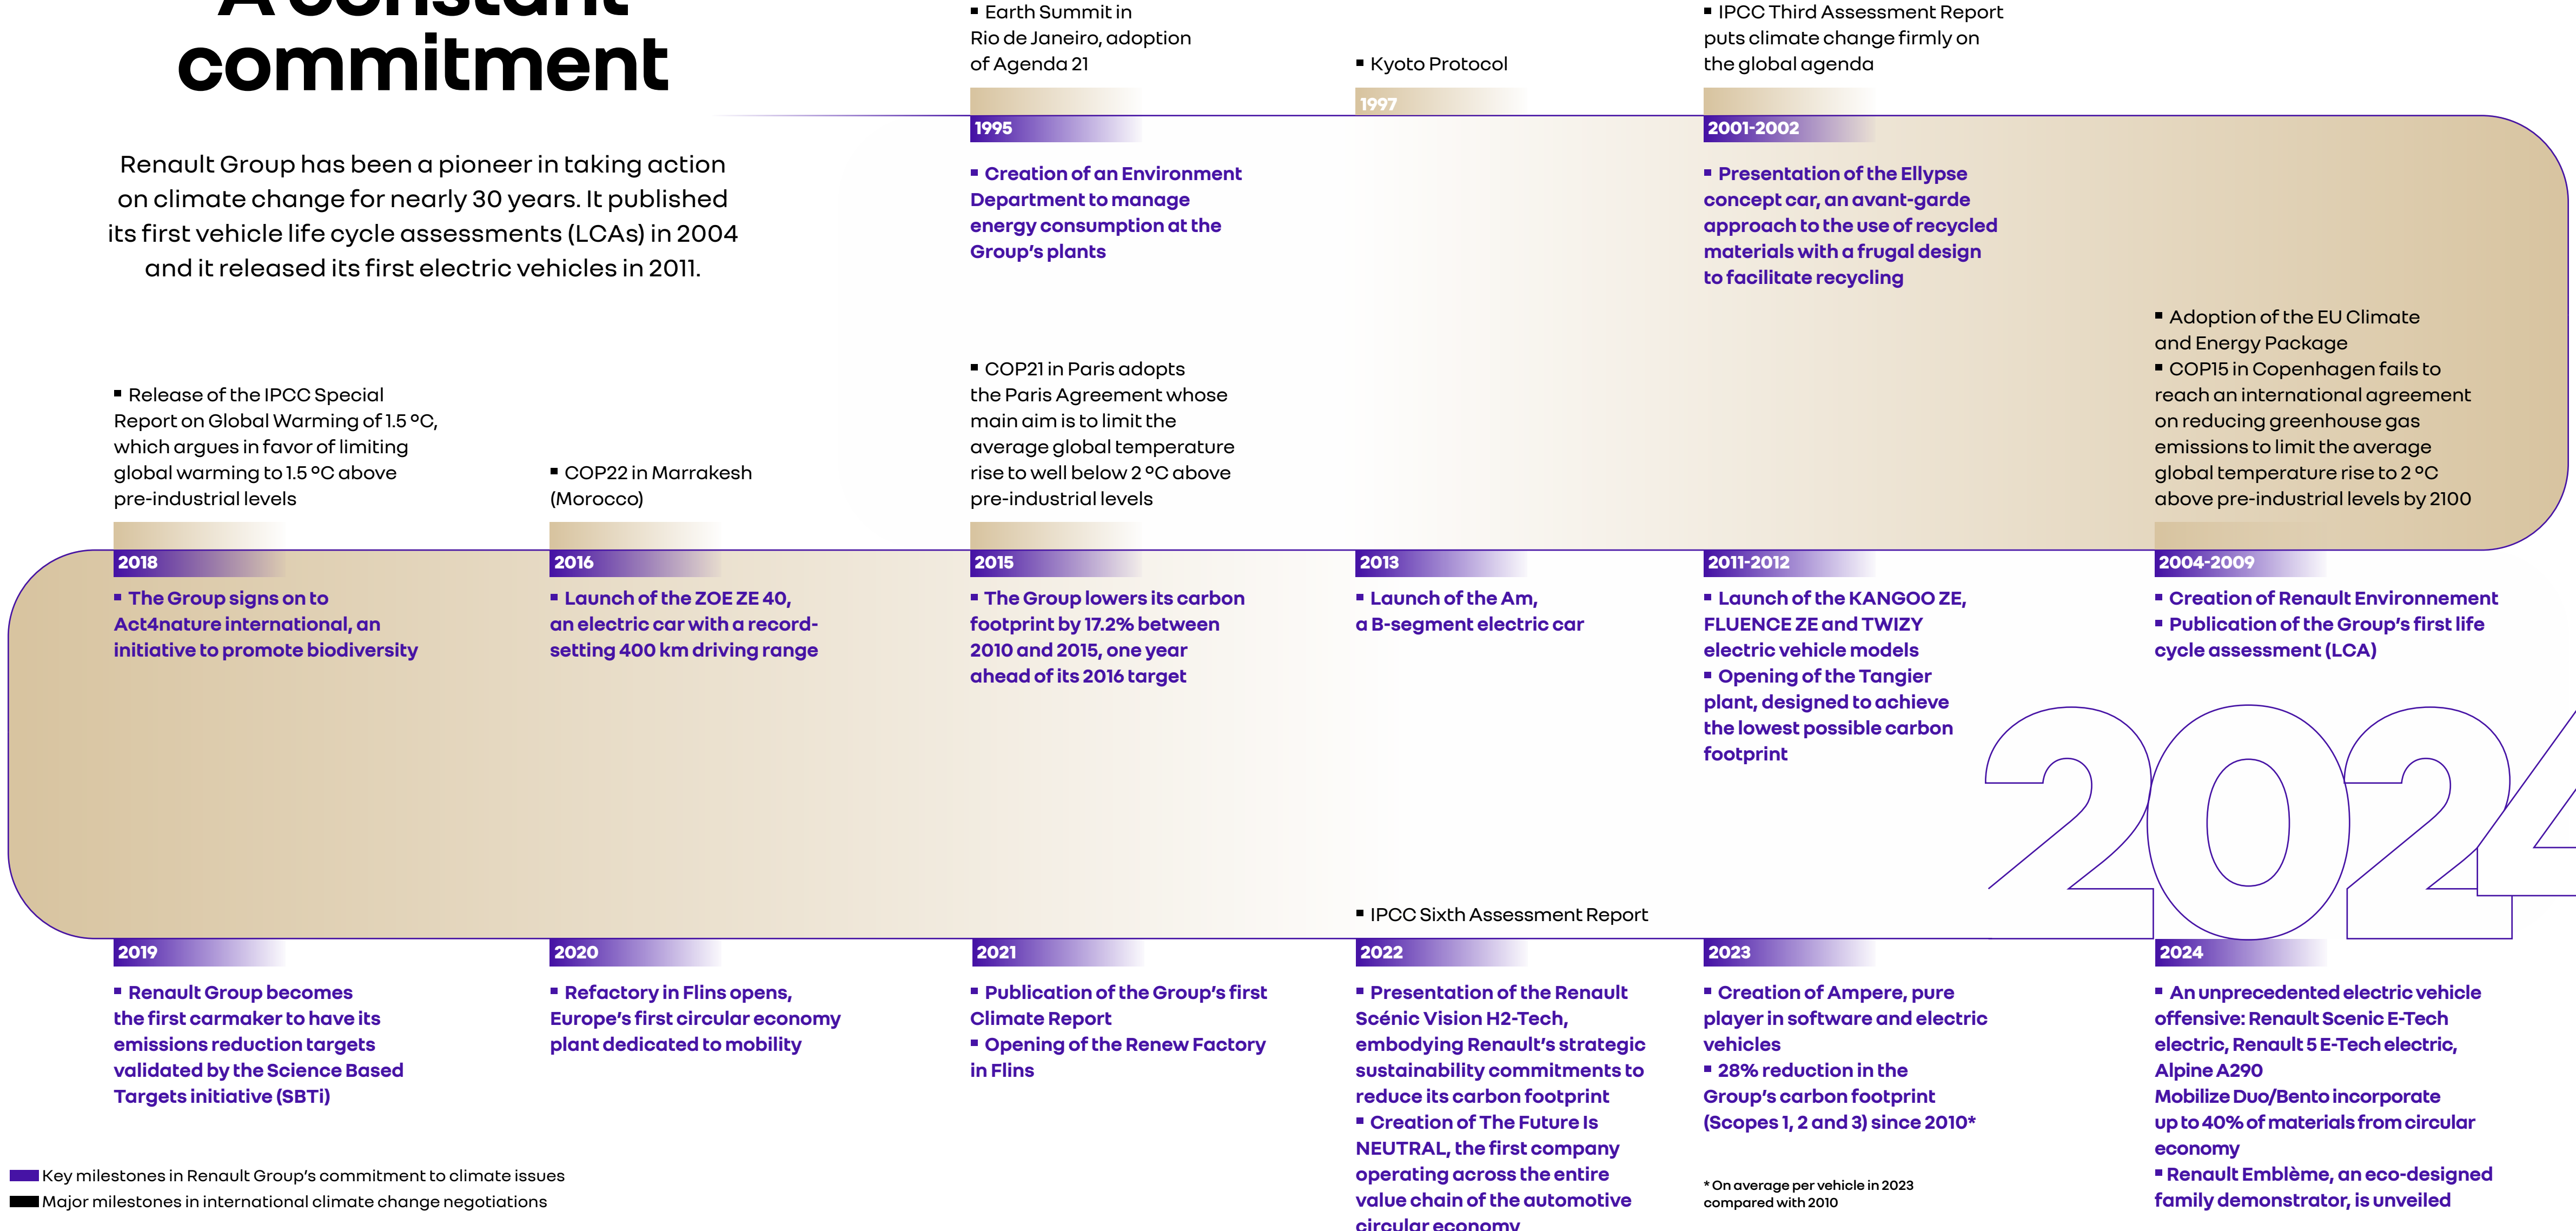 A constant
commitment
Renault Group has been a pioneer in taking action
on climate change for nearly 30 years. It published
its first vehicle life cycle assessments (LCAs) in 2004
and it released its first electric vehicles in 2011.
▪ Earth Summit in
Rio de Janeiro, adoption
of Agenda 21
1995
▪ Creation of an Environment
Department to manage
energy consumption at the
Group's plants
▪ Kyoto Protocol
1997
▪ IPCC Third Assessment Report
puts climate change firmly on
the global agenda
2001-2002
▪ Presentation of the Ellypse
concept car, an avant-garde
approach to the use of recycled
materials with a frugal design
to facilitate recycling
▪ Adoption of the EU Climate
and Energy Package
▪ COP15 in Copenhagen fails to
reach an international agreement
on reducing greenhouse gas
emissions to limit the average
global temperature rise to 2 °C
above pre-industrial levels by 2100
2004-2009
▪ Creation of Renault Environnement
▪ Publication of the Group's first life
cycle assessment (LCA)
2011-2012
▪ Launch of the KANGOO ZE,
FLUENCE ZE and TWIZY
electric vehicle models
▪ Opening of the Tangier
plant, designed to achieve
the lowest possible carbon
footprint
2013
▪ Launch of the Am,
a B-segment electric car
▪ COP21 in Paris adopts
the Paris Agreement whose
main aim is to limit the
average global temperature
rise to well below 2 °C above
pre-industrial levels
2015
▪ The Group lowers its carbon
footprint by 17.2% between
2010 and 2015, one year
ahead of its 2016 target
▪ COP22 in Marrakesh
(Morocco)
2016
▪ Launch of the ZOE ZE 40,
an electric car with a record-
setting 400 km driving range
▪ Release of the IPCC Special
Report on Global Warming of 1.5 °C,
which argues in favor of limiting
global warming to 1.5 °C above
pre-industrial levels
2018
▪ The Group signs on to
Act4nature international, an
initiative to promote biodiversity
2019
▪ Renault Group becomes
the first carmaker to have its
emissions reduction targets
validated by the Science Based
Targets initiative (SBTi)
2020
▪ Refactory in Flins opens,
Europe's first circular economy
plant dedicated to mobility
2021
▪ Publication of the Group's first
Climate Report
▪ Opening of the Renew Factory
in Flins
▪ IPCC Sixth Assessment Report
2022
▪ Presentation of the Renault
Scénic Vision H2-Tech,
embodying Renault's strategic
sustainability commitments to
reduce its carbon footprint
▪ Creation of The Future Is
NEUTRAL, the first company
operating across the entire
value chain of the automotive
circular economy
2023
▪ Creation of Ampere, pure
player in software and electric
vehicles
▪ 28% reduction in the
Group's carbon footprint
(Scopes 1, 2 and 3) since 2010*
* On average per vehicle in 2023
compared with 2010
2024
2024
▪ An unprecedented electric vehicle
offensive: Renault Scenic E-Tech
electric, Renault 5 E-Tech electric,
Alpine A290
Mobilize Duo/Bento incorporate
up to 40% of materials from circular
economy
▪ Renault Emblème, an eco-designed
family demonstrator, is unveiled
Key milestones in Renault Group's commitment to climate issues
Major milestones in international climate change negotiations